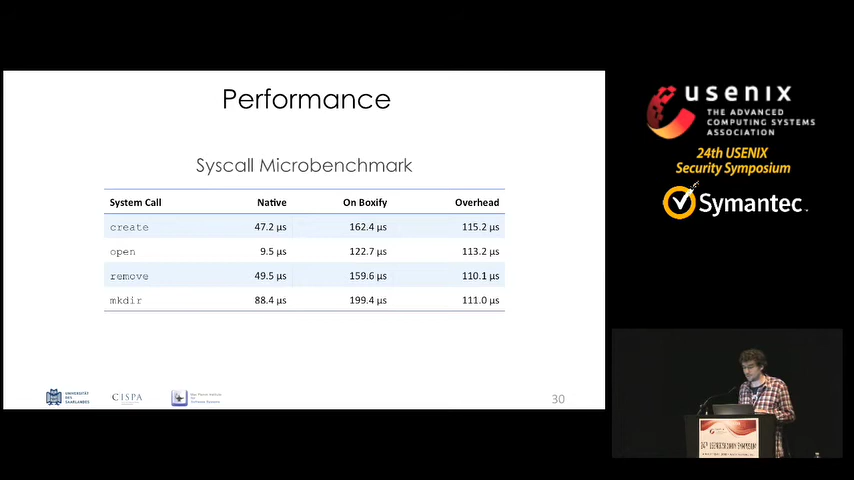 Performance
Syscall Microbenchmark
System Call Native On Boxify Overhead
create 47.2 µs 162.4 µs 115.2 µs
open 9.5 µs 122.7 µs 113.2 µs
remove 49.5 µs 159.6 µs 110.1 µs
mkdir 88.4 µs 199.4 µs 111.0 µs
UNIVERSITÄT
DES
SAARLANDES
CISPA
30
usenix
THE ADVANCED
COMPUTING SYSTEMS
ASSOCIATION
24th USENIX
Security Symposium
Symantec.